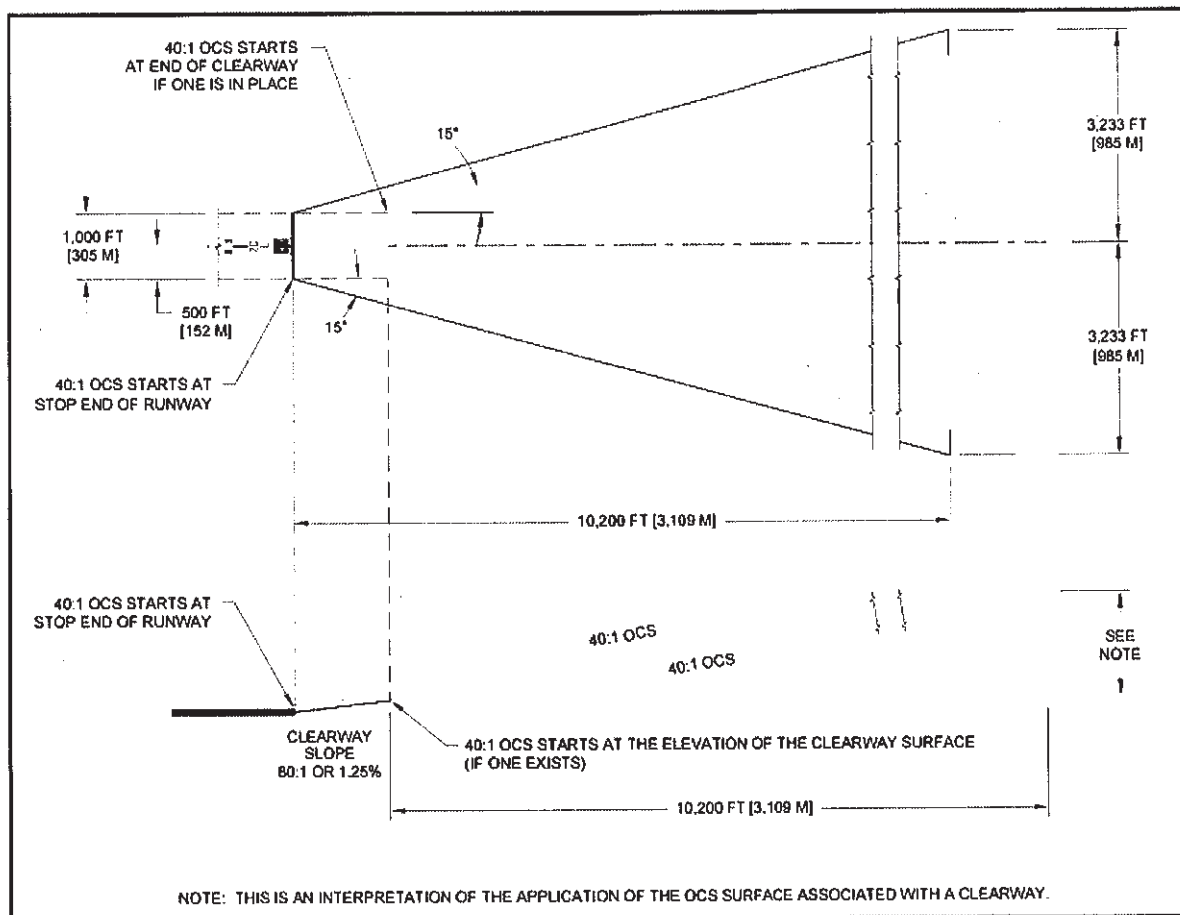 40:1 OCS STARTS
AT END OF CLEARWAY
IF ONE IS IN PLACE
15°
3,233 FT
[985 M]
1,000 FT
[305 M]
500 FT
[152 M]
15°
3,233 FT
[985 M]
40:1 OCS STARTS AT
STOP END OF RUNWAY
10,200 FT [3,109 M]
40:1 OCS STARTS AT
STOP END OF RUNWAY
40:1 OCS
40:1 OCS
SEE
NOTE
CLEARWAY
SLOPE
80:1 OR 1.25%
40:1 OCS STARTS AT THE ELEVATION OF THE CLEARWAY SURFACE
(IF ONE EXISTS)
10,200 FT [3,109 M]
NOTE: THIS IS AN INTERPRETATION OF THE APPLICATION OF THE OCS SURFACE ASSOCIATED WITH A CLEARWAY.